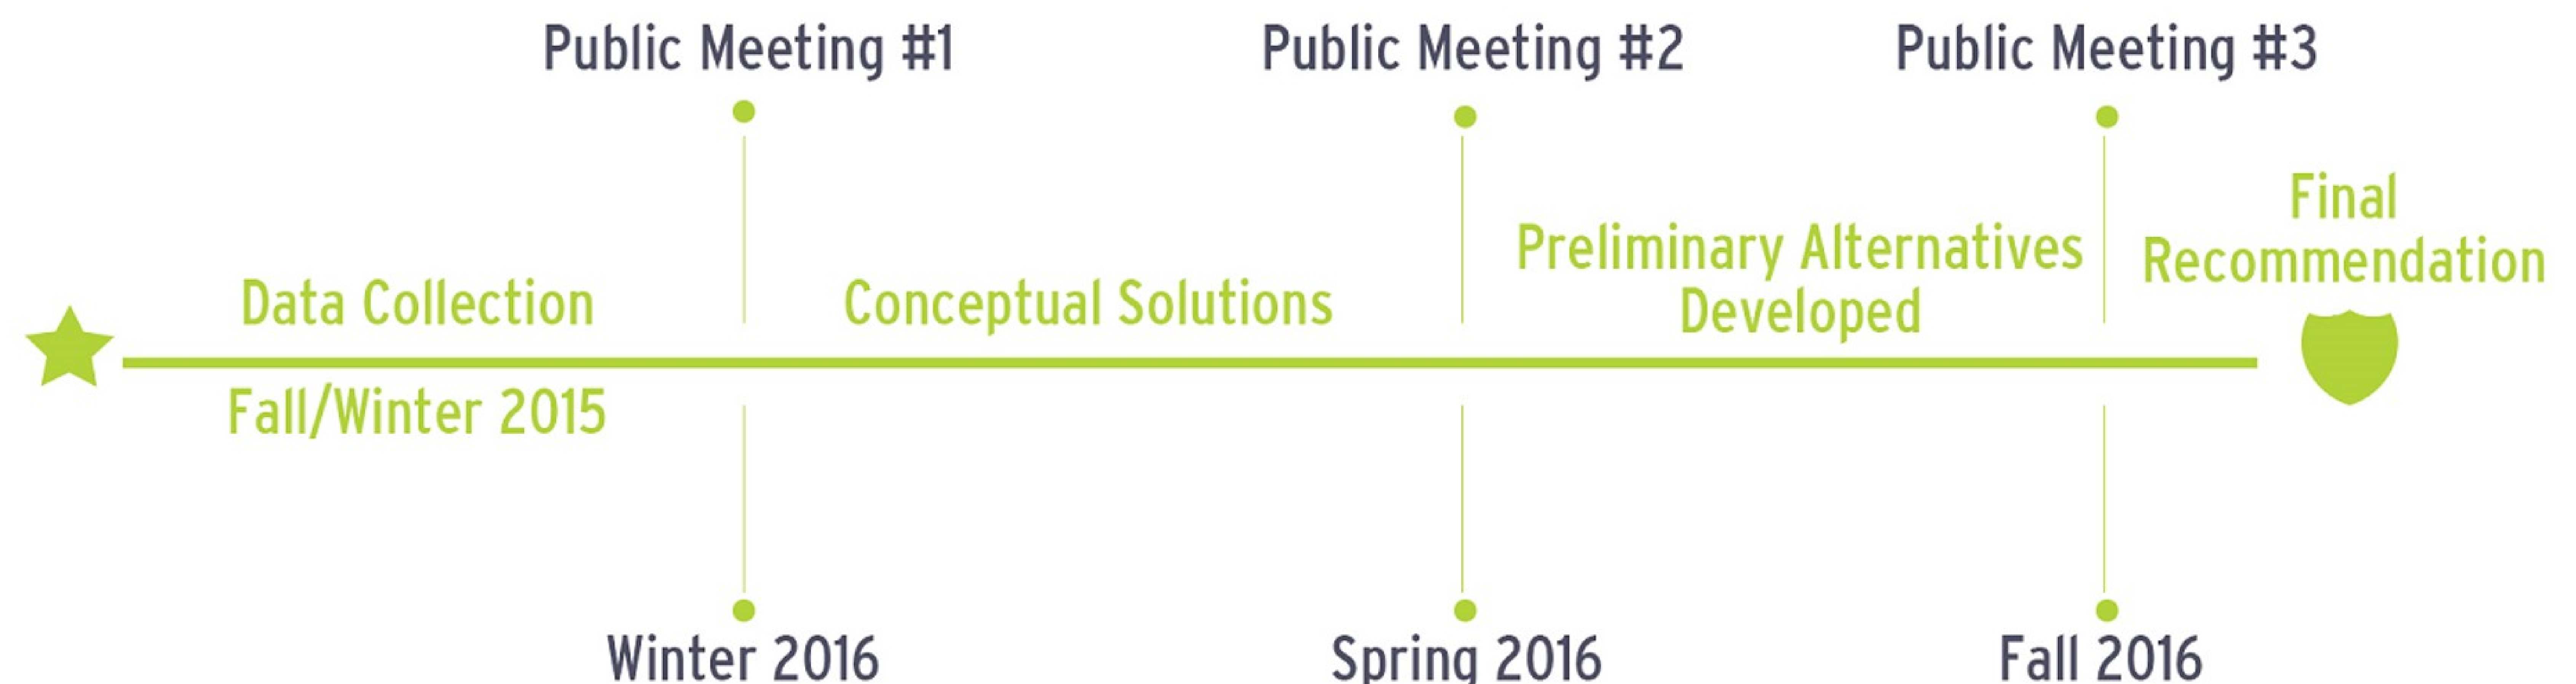 Public Meeting #1
Public Meeting #2
Public Meeting #3
Data Collection
Conceptual Solutions
Preliminary Alternatives
Developed
Final
Recommendation
Fall/Winter 2015
Winter 2016
Spring 2016
Fall 2016